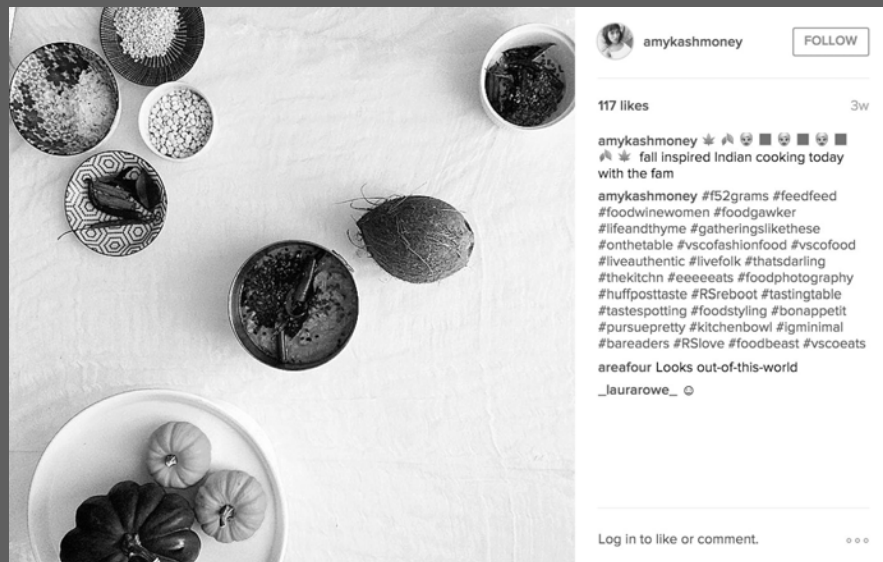 amykashmoney
FOLLOW
117 likes
3w
amykashmoney
fall inspired Indian cooking today
with the fam
amykashmoney #f52grams #feedfeed
#foodwinewomen #foodgawker
#lifeandthyme #gatheringslikethese
#onthetable #vscofashionfood #vscofood
#liveauthentic #livefolk #thatsdarling
#thekitchn #eeeeeats #foodphotography
#huffposttaste #RSreboot #tastingtable
#tastespotting #foodstyling #bonappetit
#pursuepretty #kitchenbowl #igminimal
#bareaders #RSlove #foodbeast #vscoeats
areafour Looks out-of-this-world
_laurarowe_ ☺
Log in to like or comment.